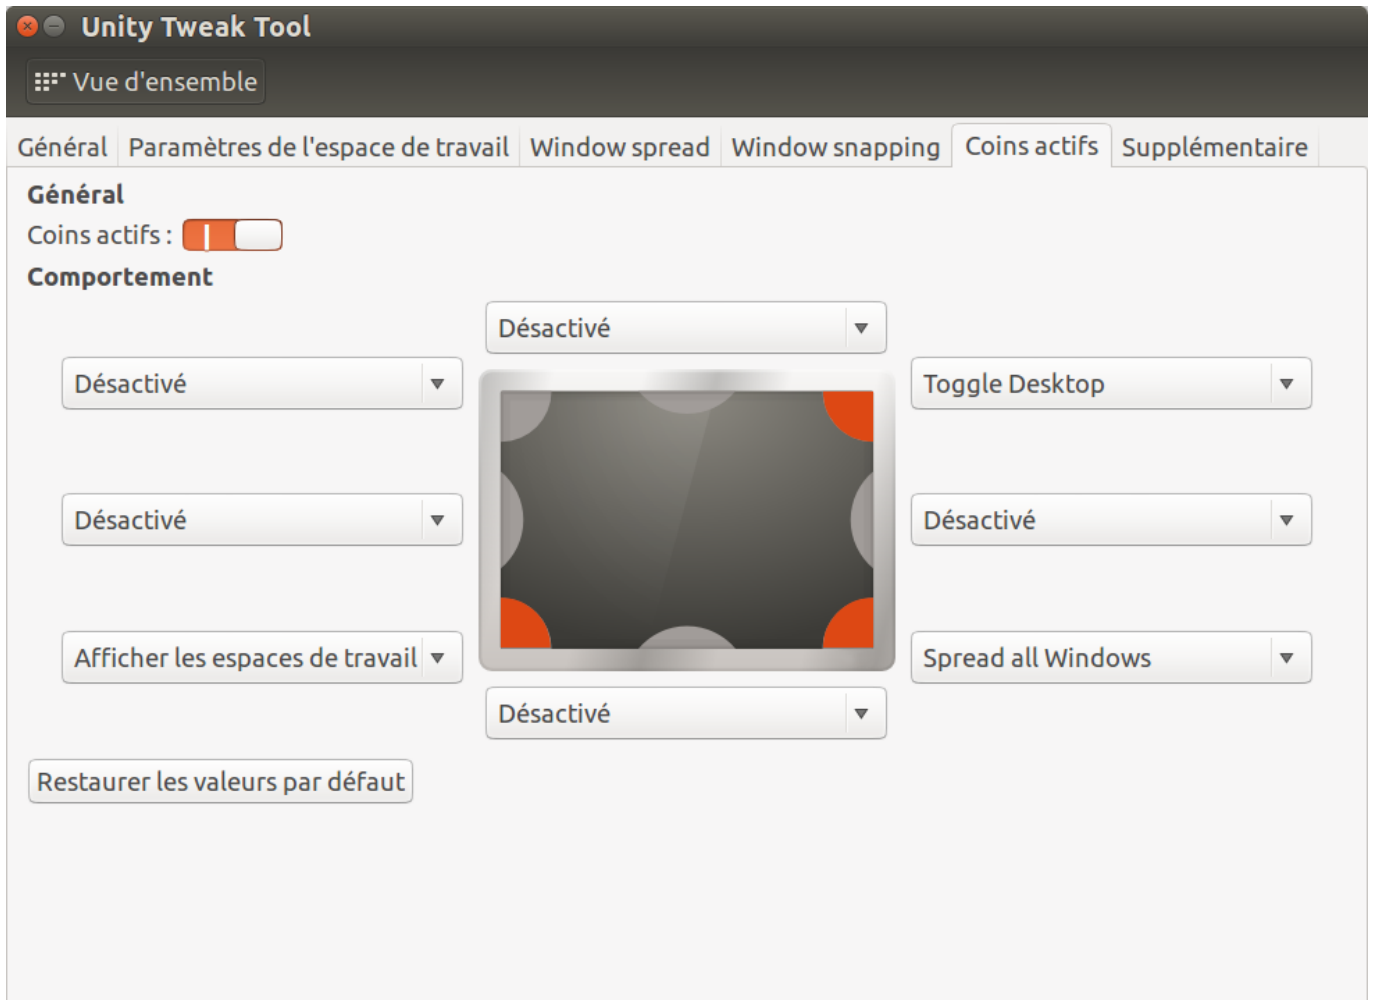 Unity Tweak Tool
Vue d'ensemble
Général Paramètres de l'espace de travail Window spread Window snapping Coins actifs Supplémentaire
Général
Coins actifs :
Comportement
Désactivé
Désactivé
Toggle Desktop
Désactivé
Désactivé
Afficher les espaces de travail
Spread all Windows
Désactivé
Restaurer les valeurs par défaut